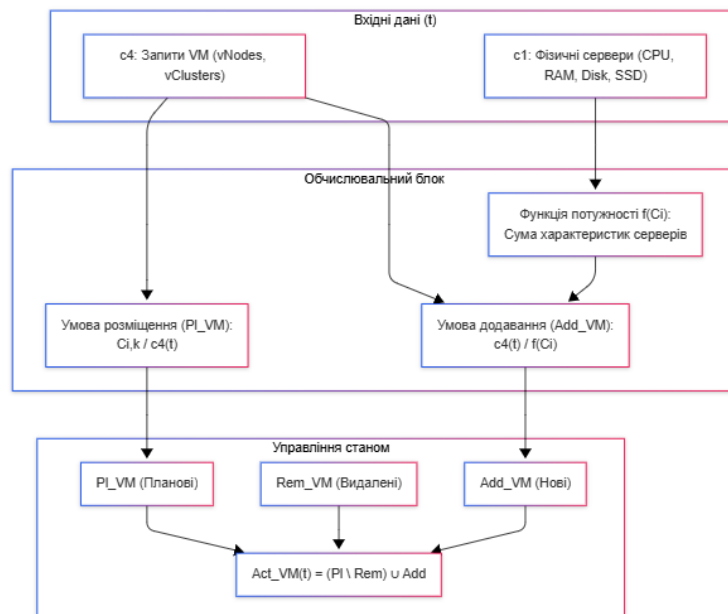 Вхідні дані (t)
c4: Запити VM (vNodes,
vClusters)
c1: Фізичні сервери (CPU,
RAM, Disk, SSD)
Обчислювальний блок
Функція потужності f(Ci):
Сума характеристик серверів
Умова розміщення (Pl_VM):
Ci,k / c4(t)
Умова додавання (Add_VM):
c4(t) / f(Ci)
Управління станом
Pl_VM (Планові)
Rem_VM (Видалені)
Add_VM (Нові)
Act_VM(t) = (Pl \ Rem) ∪ Add